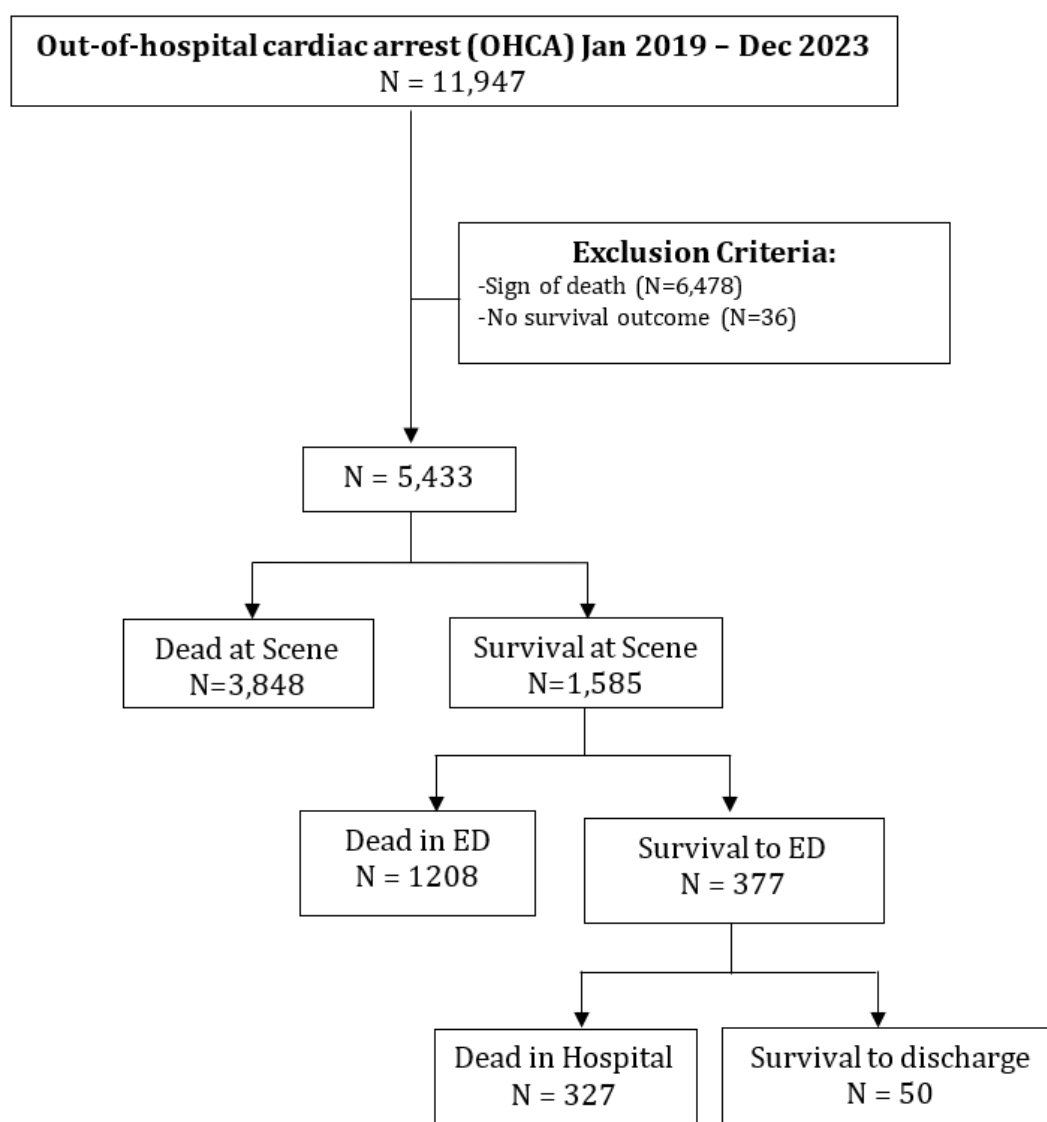 Out-of-hospital cardiac arrest (OHCA) Jan 2019 – Dec 2023
N = 11,947
Exclusion Criteria:
-Sign of death (N=6,478)
-No survival outcome (N=36)
N = 5,433
Dead at Scene
N=3,848
Survival at Scene
N=1,585
Dead in ED
N = 1208
Survival to ED
N = 377
Dead in Hospital
N = 327
Survival to discharge
N = 50